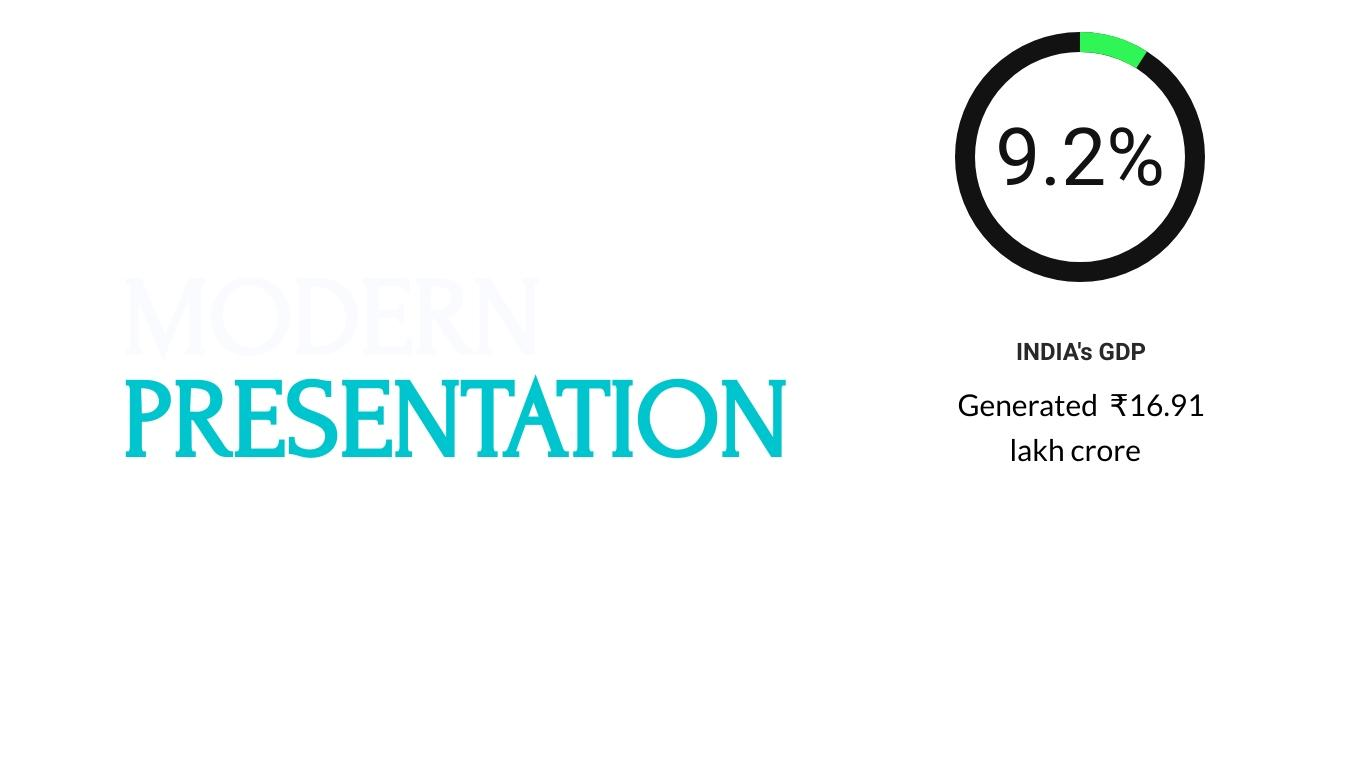 MODERN
PRESENTATION
9.2%
INDIA's GDP
Generated ₹16.91
lakh crore